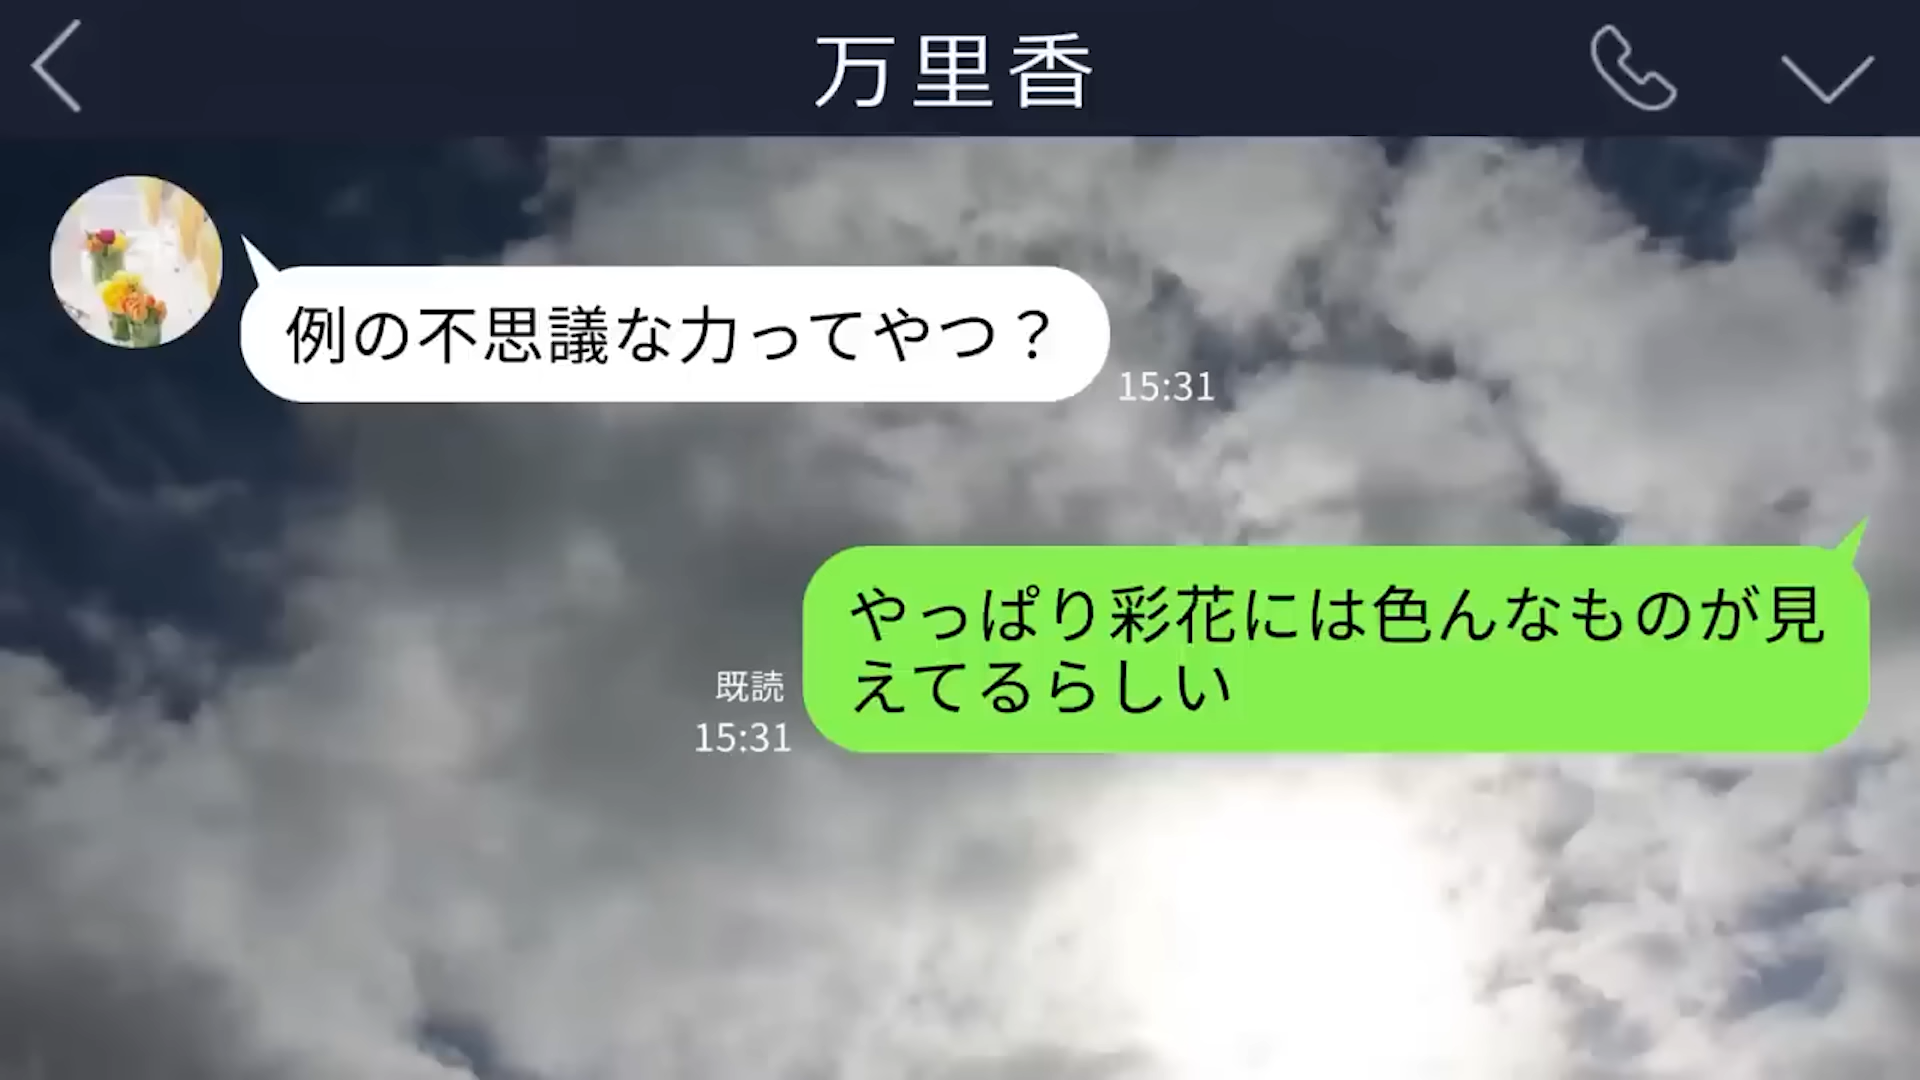 万里香
例の不思議な力ってやつ？
15:31
やっぱり彩花には色んなものが見
えてるらしい
既読
15:31